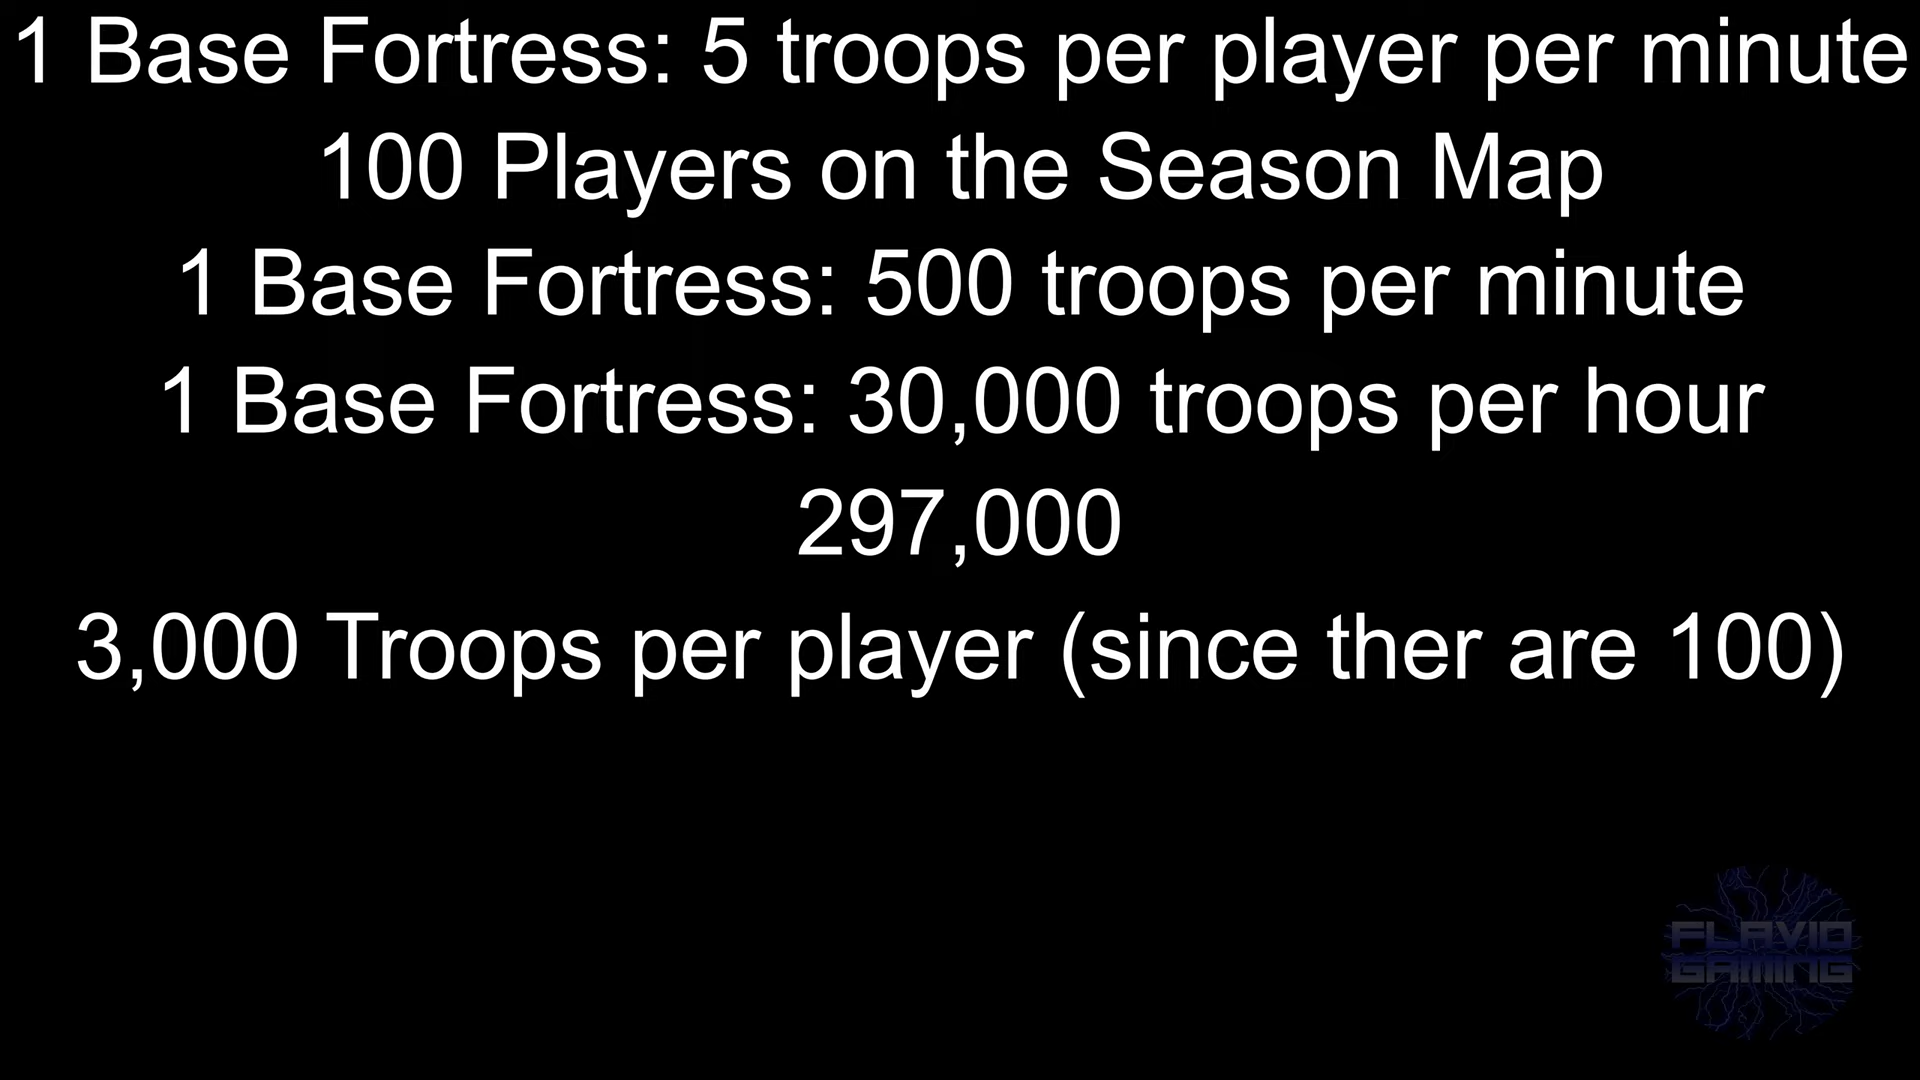 1 Base Fortress: 5 troops per player per minute
100 Players on the Season Map
1 Base Fortress: 500 troops per minute
1 Base Fortress: 30,000 troops per hour
297,000
3,000 Troops per player (since ther are 100)
FLAVIO
GAMING